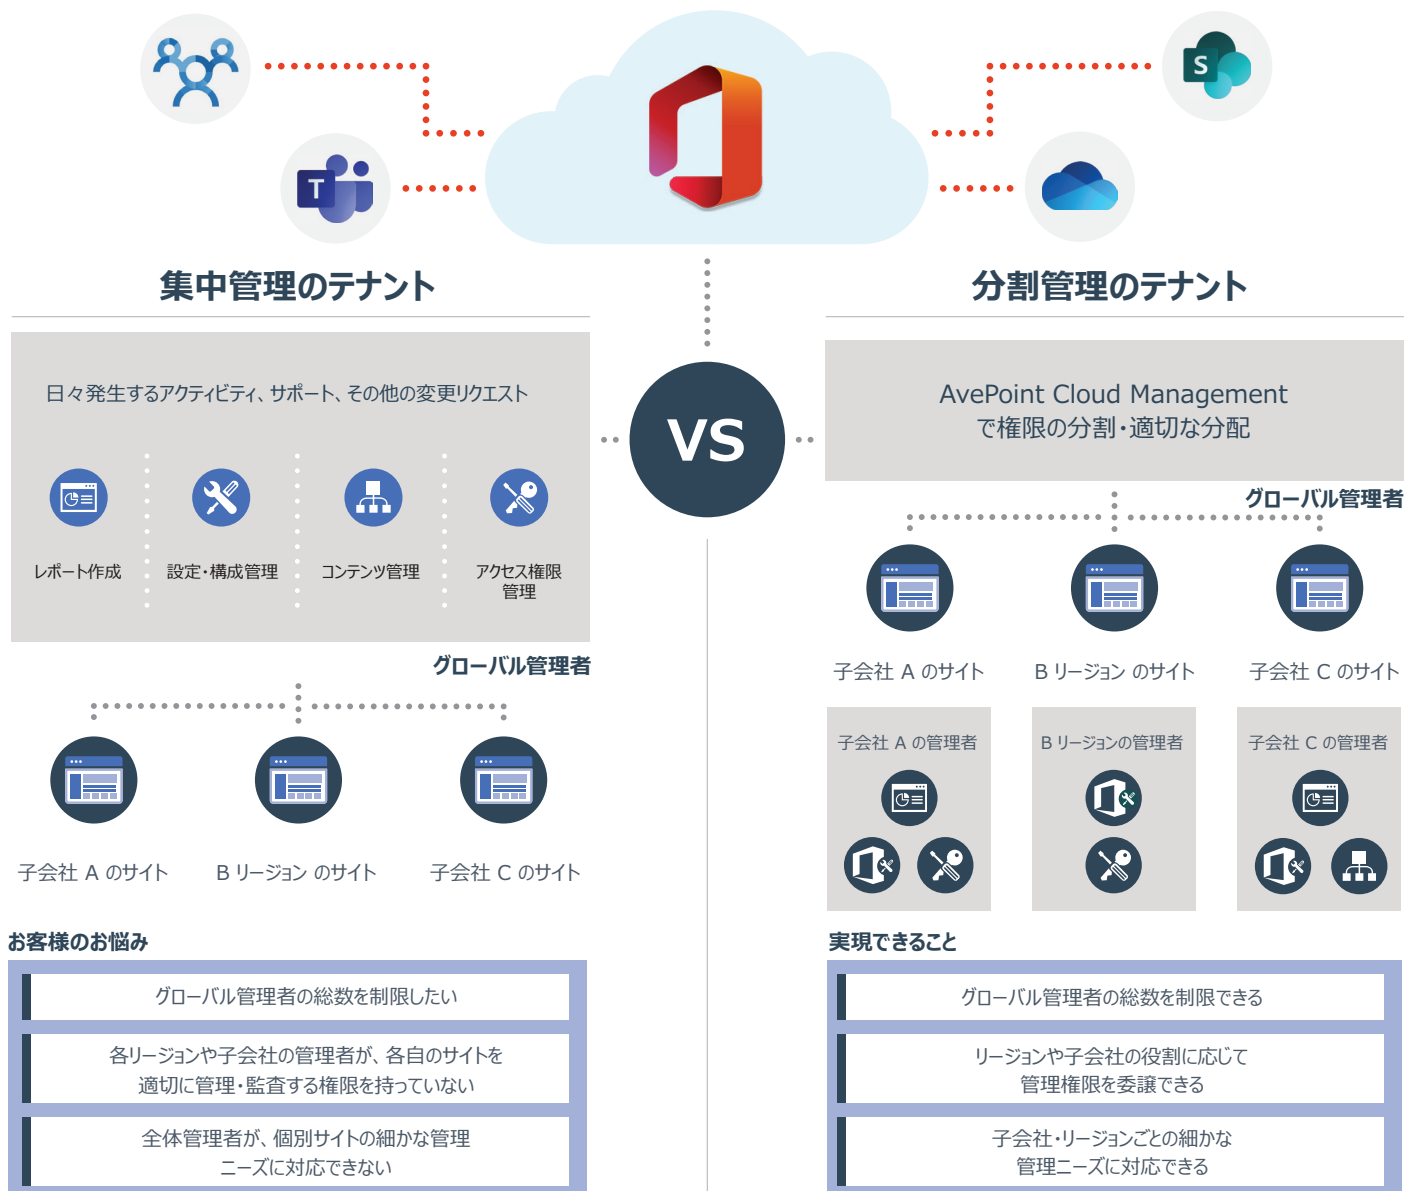 S
T
集中管理のテナント
日々発生するアクティビティ、サポート、その他の変更リクエスト
レポート作成
設定・構成管理
コンテンツ管理
アクセス権限
管理
グローバル管理者
子会社 A のサイト
B リージョン のサイト
子会社 C のサイト
お客様のお悩み
グローバル管理者の総数を制限したい
各リージョンや子会社の管理者が、各自のサイトを
適切に管理・監査する権限を持っていない
全体管理者が、個別サイトの細かな管理
ニーズに対応できない
VS
分割管理のテナント
AvePoint Cloud Management
で権限の分割・適切な分配
グローバル管理者
子会社 A のサイト
B リージョン のサイト
子会社 C のサイト
子会社 A の管理者
B リージョンの管理者
子会社 C の管理者
実現できること
グローバル管理者の総数を制限できる
リージョンや子会社の役割に応じて
管理権限を委譲できる
子会社・リージョンごとの細かな
管理ニーズに対応できる